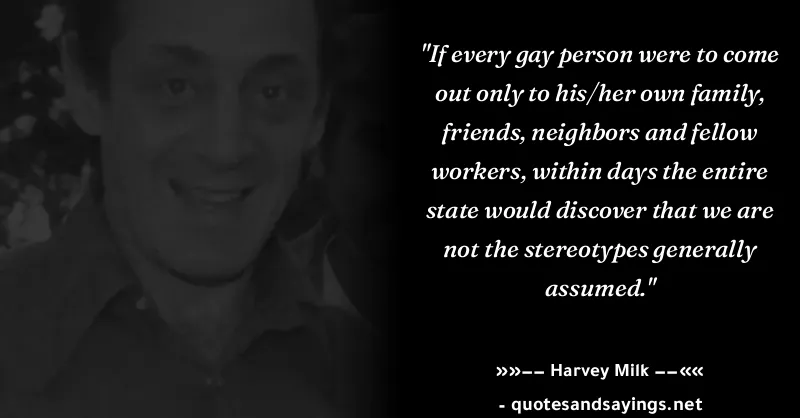 "If every gay person were to come
out only to his/her own family,
friends, neighbors and fellow
workers, within days the entire
state would discover that we are
not the stereotypes generally
assumed."
»»−− Harvey Milk −−««
- quotesandsayings.net